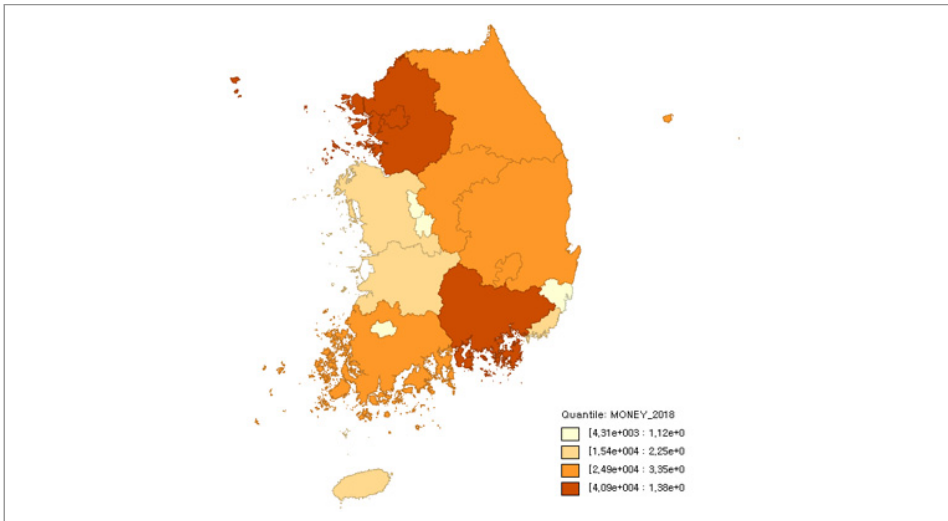 Quantile: MONEY_2018
[4,31e+003 : 1,12e+0
[1,54e+004 : 2,25e+0
[2,49e+004 : 3,35e+0
[4,09e+004 : 1,38e+0